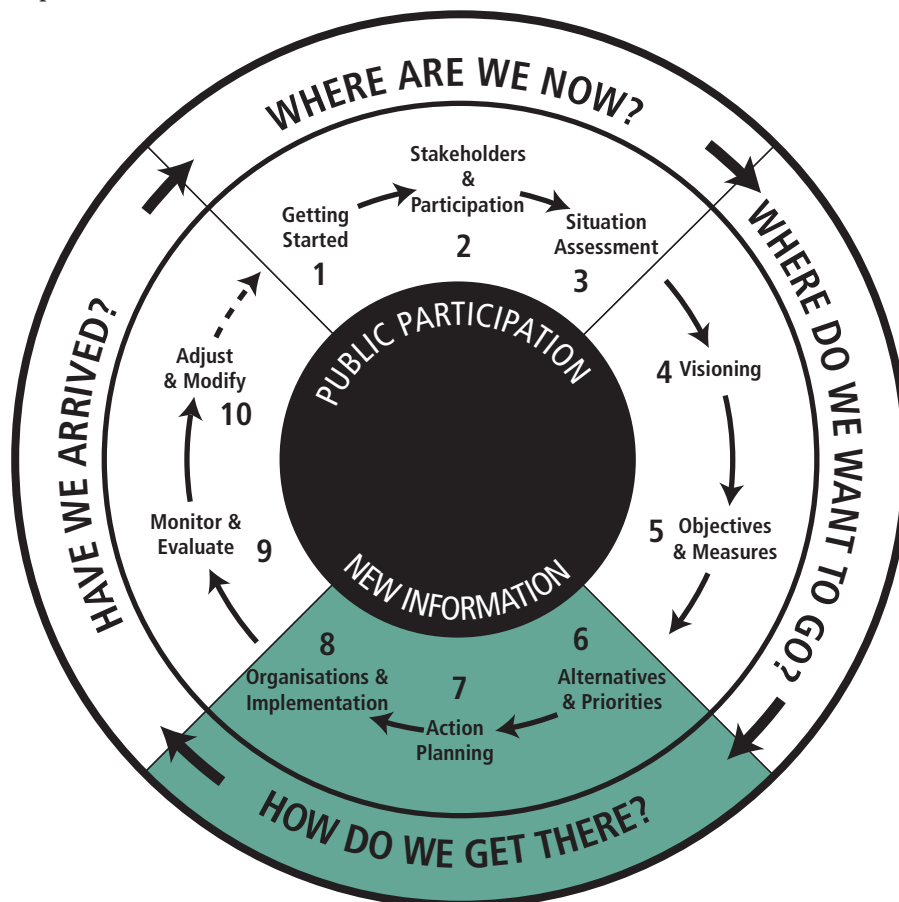 WHERE ARE WE NOW?
WHERE DO WE WANT TO GO?
HOW DO WE GET THERE?
HAVE WE ARRIVED?
Getting
Started
1
Stakeholders
&
Participation
2
Situation
Assessment
3
4 Visioning
5 Objectives
& Measures
6
Alternatives
& Priorities
7
Action
Planning
8
Organisations &
Implementation
Monitor &
Evaluate 9
Adjust
& Modify
10
PUBLIC PARTICIPATION
NEW INFORMATION